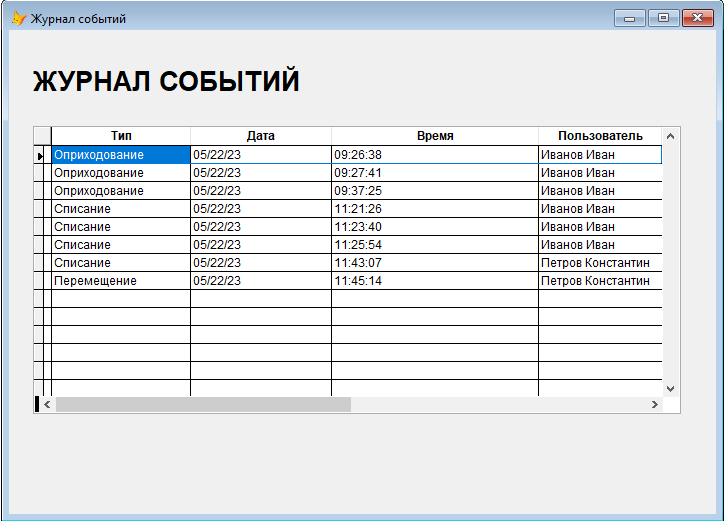 Журнал событий
ЖУРНАЛ СОБЫТИЙ
Тип Дата Время Пользователь
Оприходование 05/22/23 09:26:38 Иванов Иван
Оприходование 05/22/23 09:27:41 Иванов Иван
Оприходование 05/22/23 09:37:25 Иванов Иван
Списание 05/22/23 11:21:26 Иванов Иван
Списание 05/22/23 11:23:40 Иванов Иван
Списание 05/22/23 11:25:54 Иванов Иван
Списание 05/22/23 11:43:07 Петров Константин
Перемещение 05/22/23 11:45:14 Петров Константин